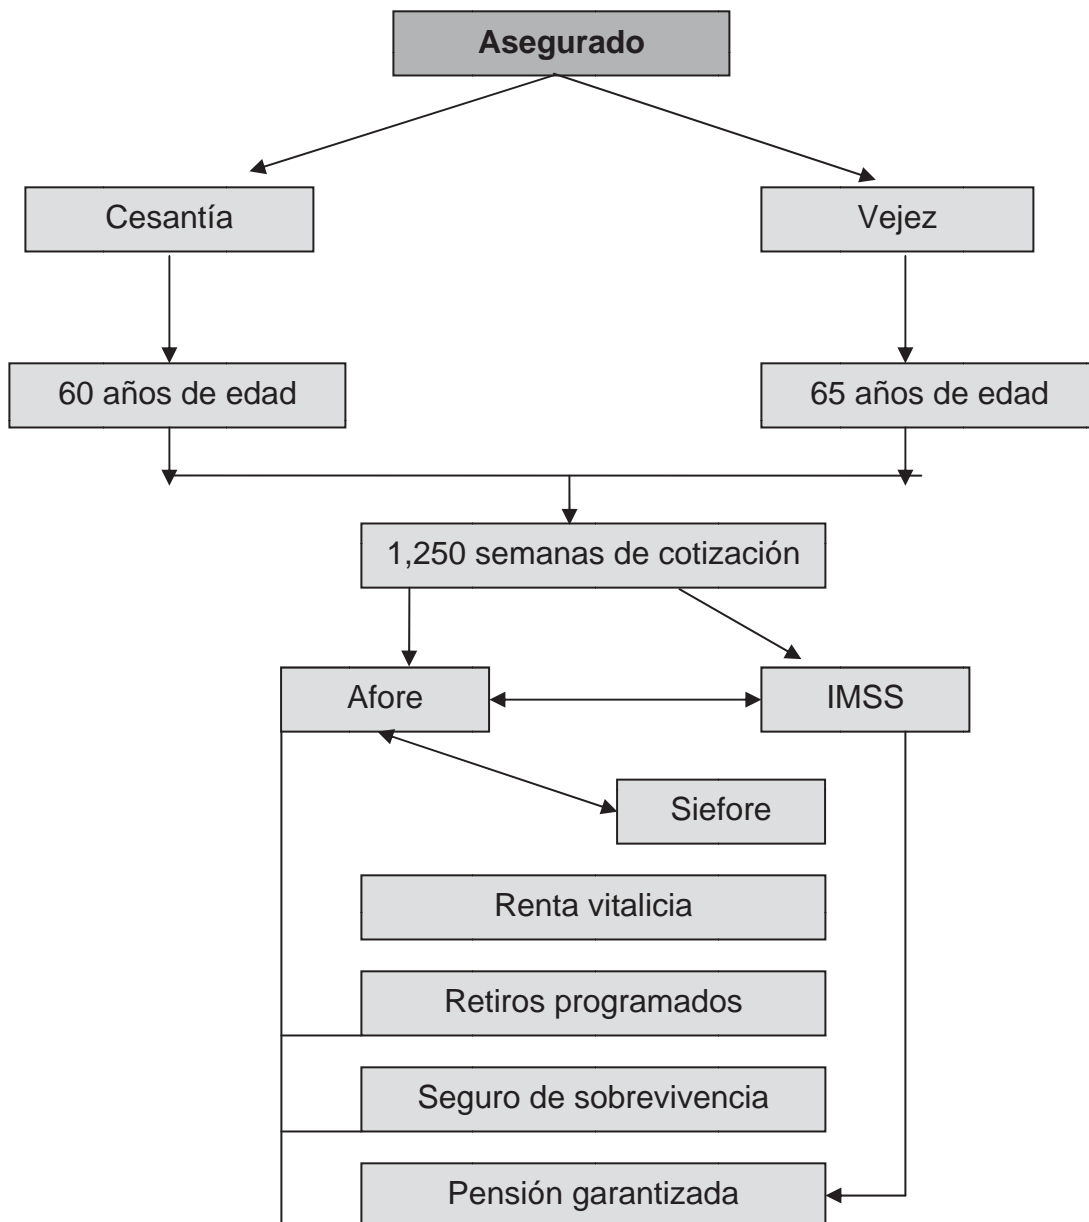 Asegurado
Cesantía
Vejez
60 años de edad
65 años de edad
1,250 semanas de cotización
Afore
IMSS
Siefore
Renta vitalicia
Retiros programados
Seguro de sobrevivencia
Pensión garantizada